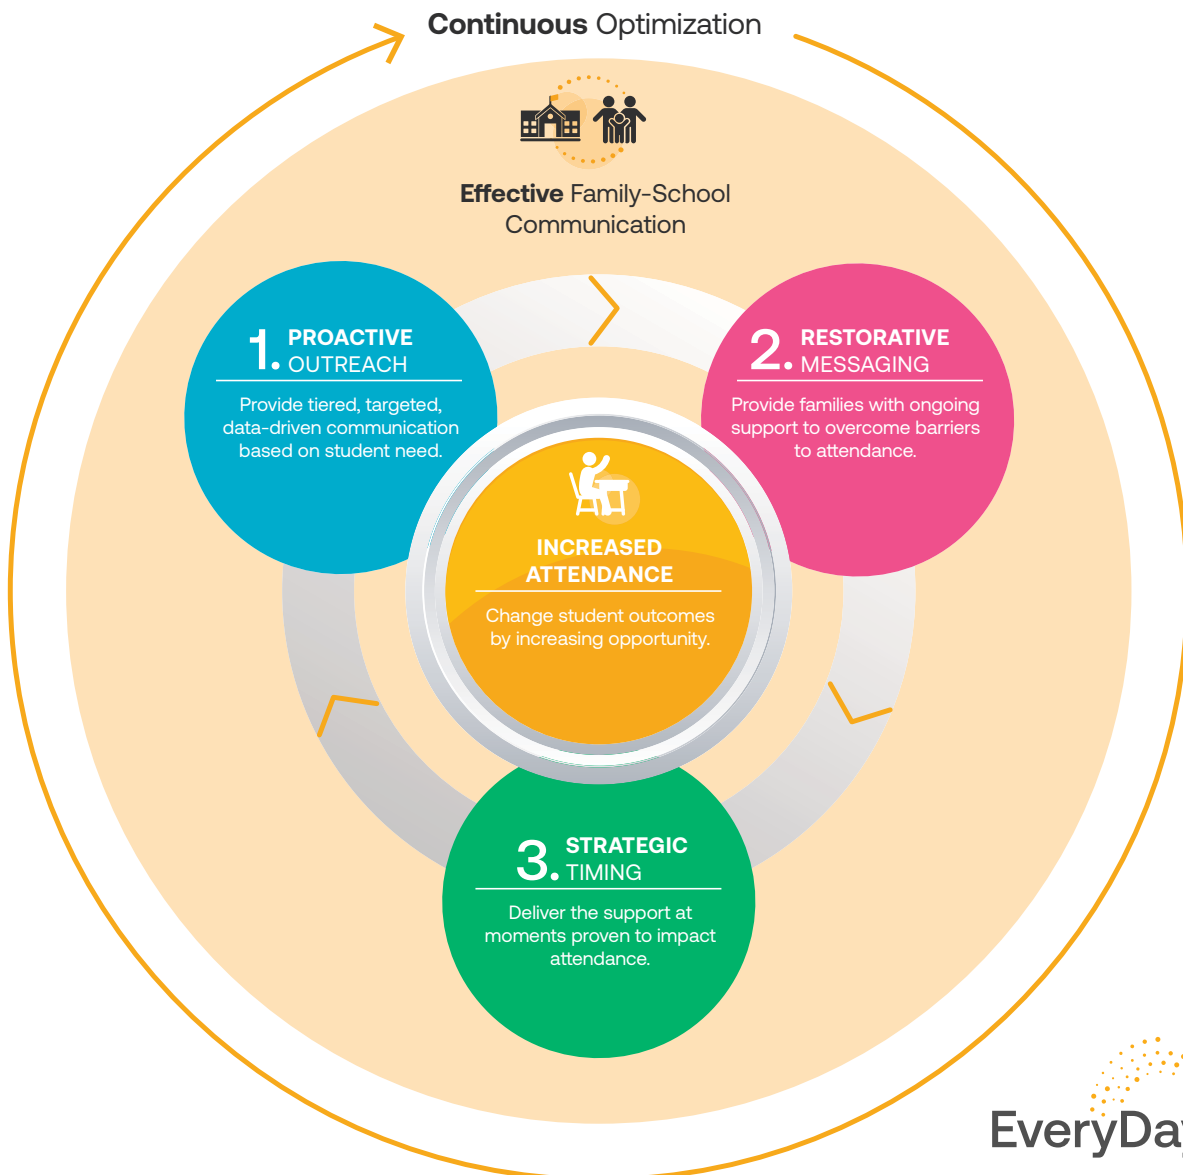 Continuous Optimization
Effective Family-School
Communication
1. PROACTIVE
OUTREACH
Provide tiered, targeted,
data-driven communication
based on student need.
2. RESTORATIVE
MESSAGING
Provide families with ongoing
support to overcome barriers
to attendance.
INCREASED
ATTENDANCE
Change student outcomes
by increasing opportunity.
3. STRATEGIC
TIMING
Deliver the support at
moments proven to impact
attendance.
EveryDay